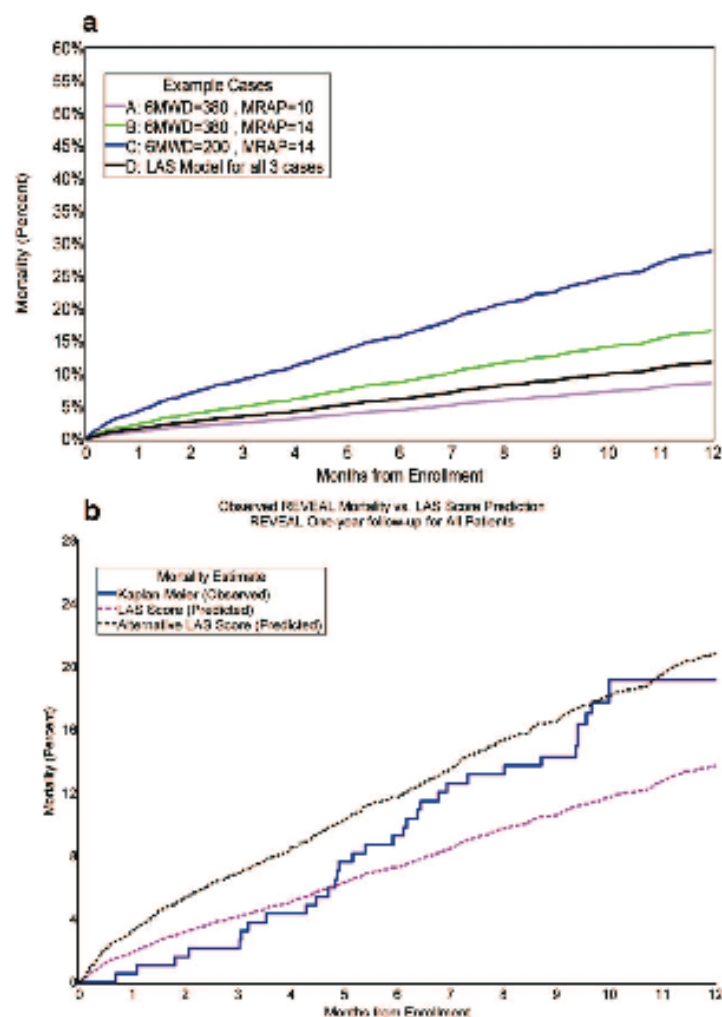 a
60%
55%
50%
45%
40%
35%
30%
25%
20%
15%
10%
5%
0%
Mortality (Percent)
Example Cases
A: 6MWD=380 , MRAP=10
B: 6MWD=380 , MRAP=14
C: 6MWD=200 , MRAP=14
D: LAS Model for all 3 cases
0 1 2 3 4 5 6 7 8 9 10 11 12
Months from Enrollment
b
Observed REVEAL Mortality vs. LAS Score Prediction
REVEAL One-year follow-up for All Patients
28
24
20
16
12
8
4
0
Mortality (Percent)
Mortality Estimate
Kaplan Meier (Observed)
LAS Score (Predicted)
Alternative LAS Score (Predicted)
0 1 2 3 4 5 6 7 8 9 10 11 12
Months from Enrollment